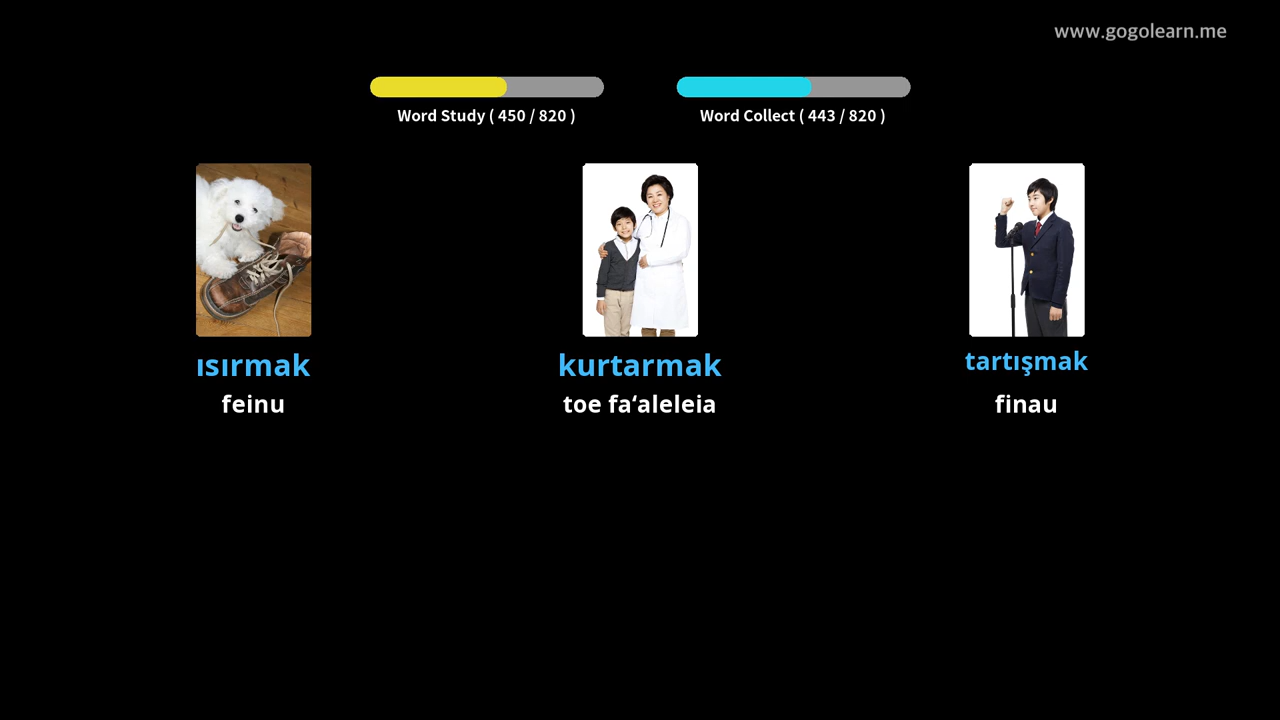 www.gogolearn.me
Word Study ( 450 / 820 )
Word Collect ( 443 / 820 )
ısırmak
feinu
kurtarmak
toe fa‘aleleia
tartışmak
finau